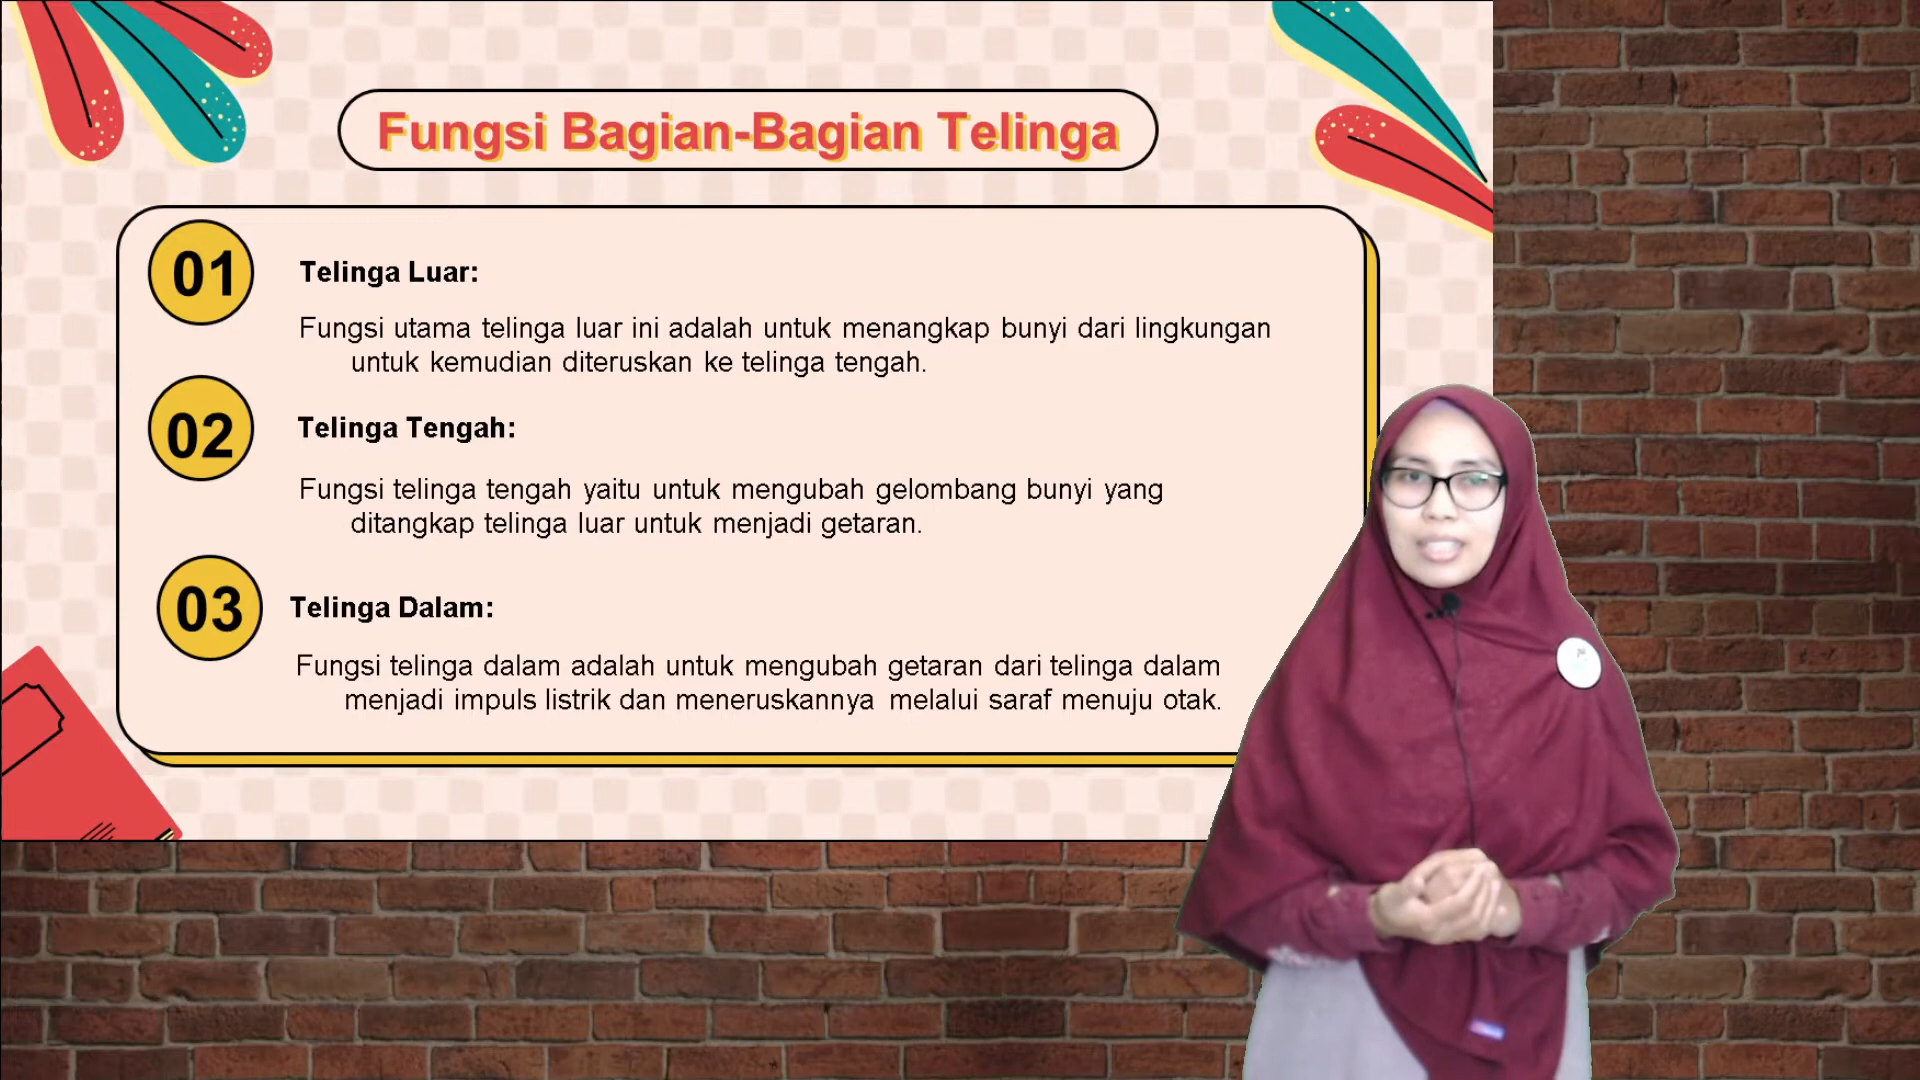 Fungsi Bagian-Bagian Telinga
01
Telinga Luar:
Fungsi utama telinga luar ini adalah untuk menangkap bunyi dari lingkungan
untuk kemudian diteruskan ke telinga tengah.
02
Telinga Tengah:
Fungsi telinga tengah yaitu untuk mengubah gelombang bunyi yang
ditangkap telinga luar untuk menjadi getaran.
03
Telinga Dalam:
Fungsi telinga dalam adalah untuk mengubah getaran dari telinga dalam
menjadi impuls listrik dan meneruskannya melalui saraf menuju otak.